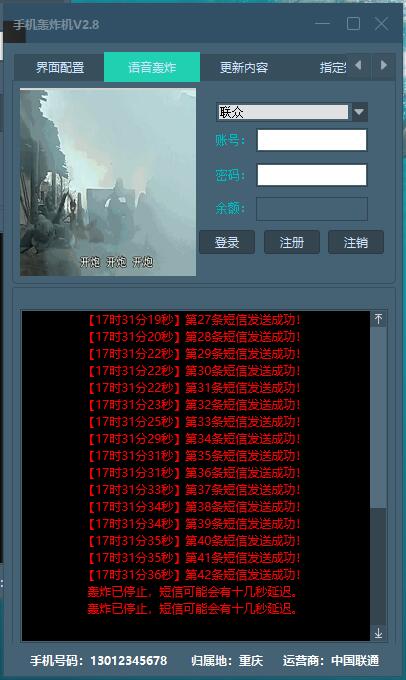 手机轰炸机V2.8
界面配置 语音轰炸 更新内容 指定
联众
账号：
密码：
余额：
开炮 开炮 开炮
登录 注册 注销
【17时31分19秒】第27条短信发送成功！
【17时31分20秒】第28条短信发送成功！
【17时31分22秒】第29条短信发送成功！
【17时31分22秒】第30条短信发送成功！
【17时31分22秒】第31条短信发送成功！
【17时31分23秒】第32条短信发送成功！
【17时31分25秒】第33条短信发送成功！
【17时31分29秒】第34条短信发送成功！
【17时31分31秒】第35条短信发送成功！
【17时31分31秒】第36条短信发送成功！
【17时31分33秒】第37条短信发送成功！
【17时31分34秒】第38条短信发送成功！
【17时31分34秒】第39条短信发送成功！
【17时31分35秒】第40条短信发送成功！
【17时31分35秒】第41条短信发送成功！
【17时31分36秒】第42条短信发送成功！
轰炸已停止，短信可能会有十几秒延迟。
轰炸已停止，短信可能会有十几秒延迟。
手机号码：13012345678 归属地：重庆 运营商：中国联通